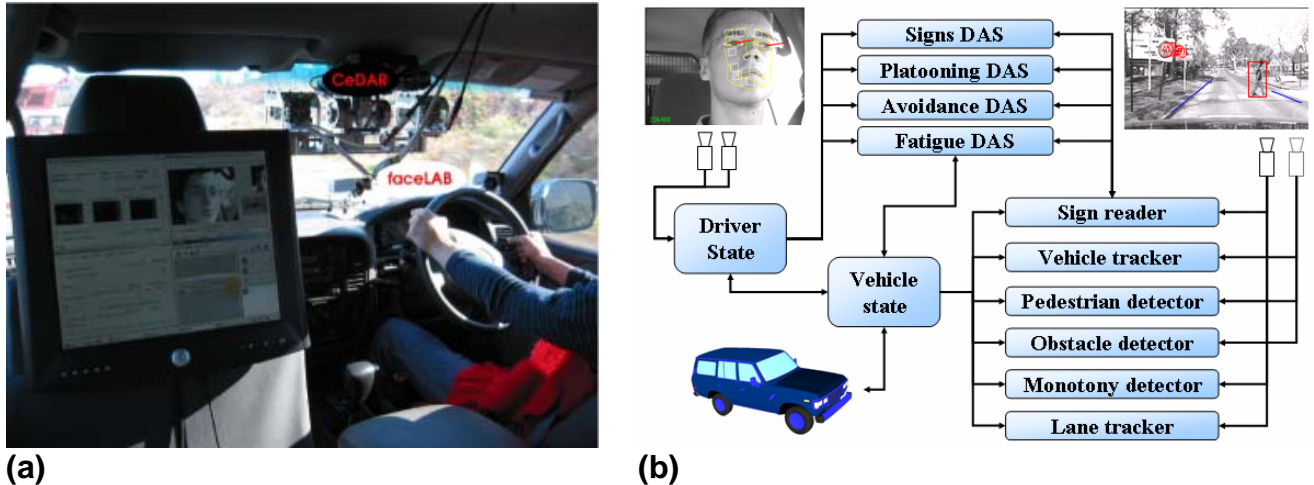 CeDAR
faceLAB
(a)
Signs DAS
Platooning DAS
Avoidance DAS
Fatigue DAS
Driver
State
Vehicle
state
Sign reader
Vehicle tracker
Pedestrian detector
Obstacle detector
Monotony detector
Lane tracker
(b)